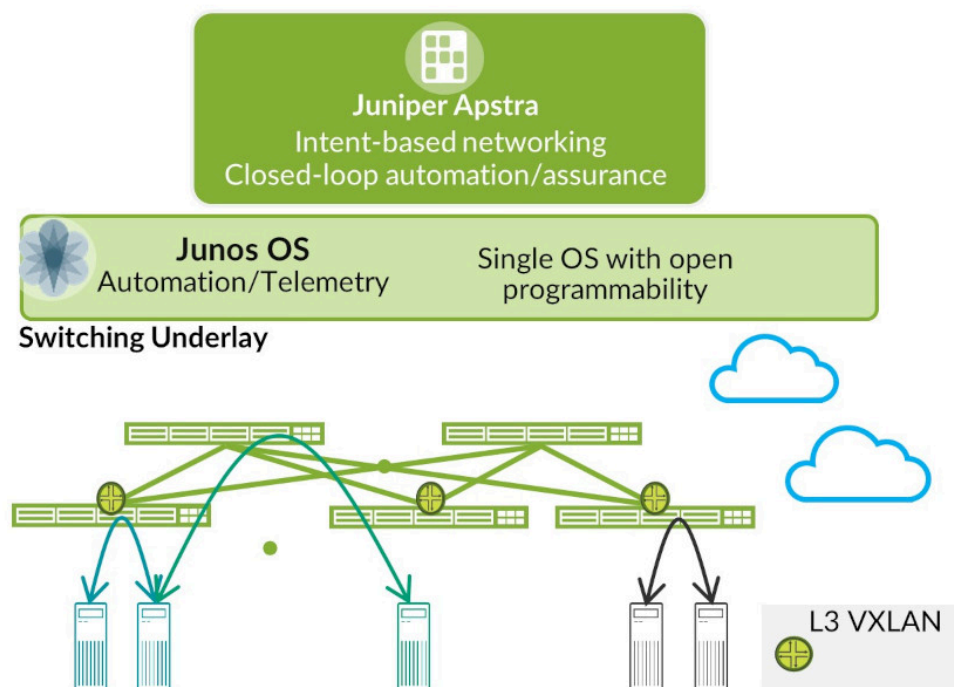 Juniper Apstra
Intent-based networking
Closed-loop automation/assurance
Junos OS
Automation/Telemetry
Single OS with open
programmability
Switching Underlay
L3 VXLAN